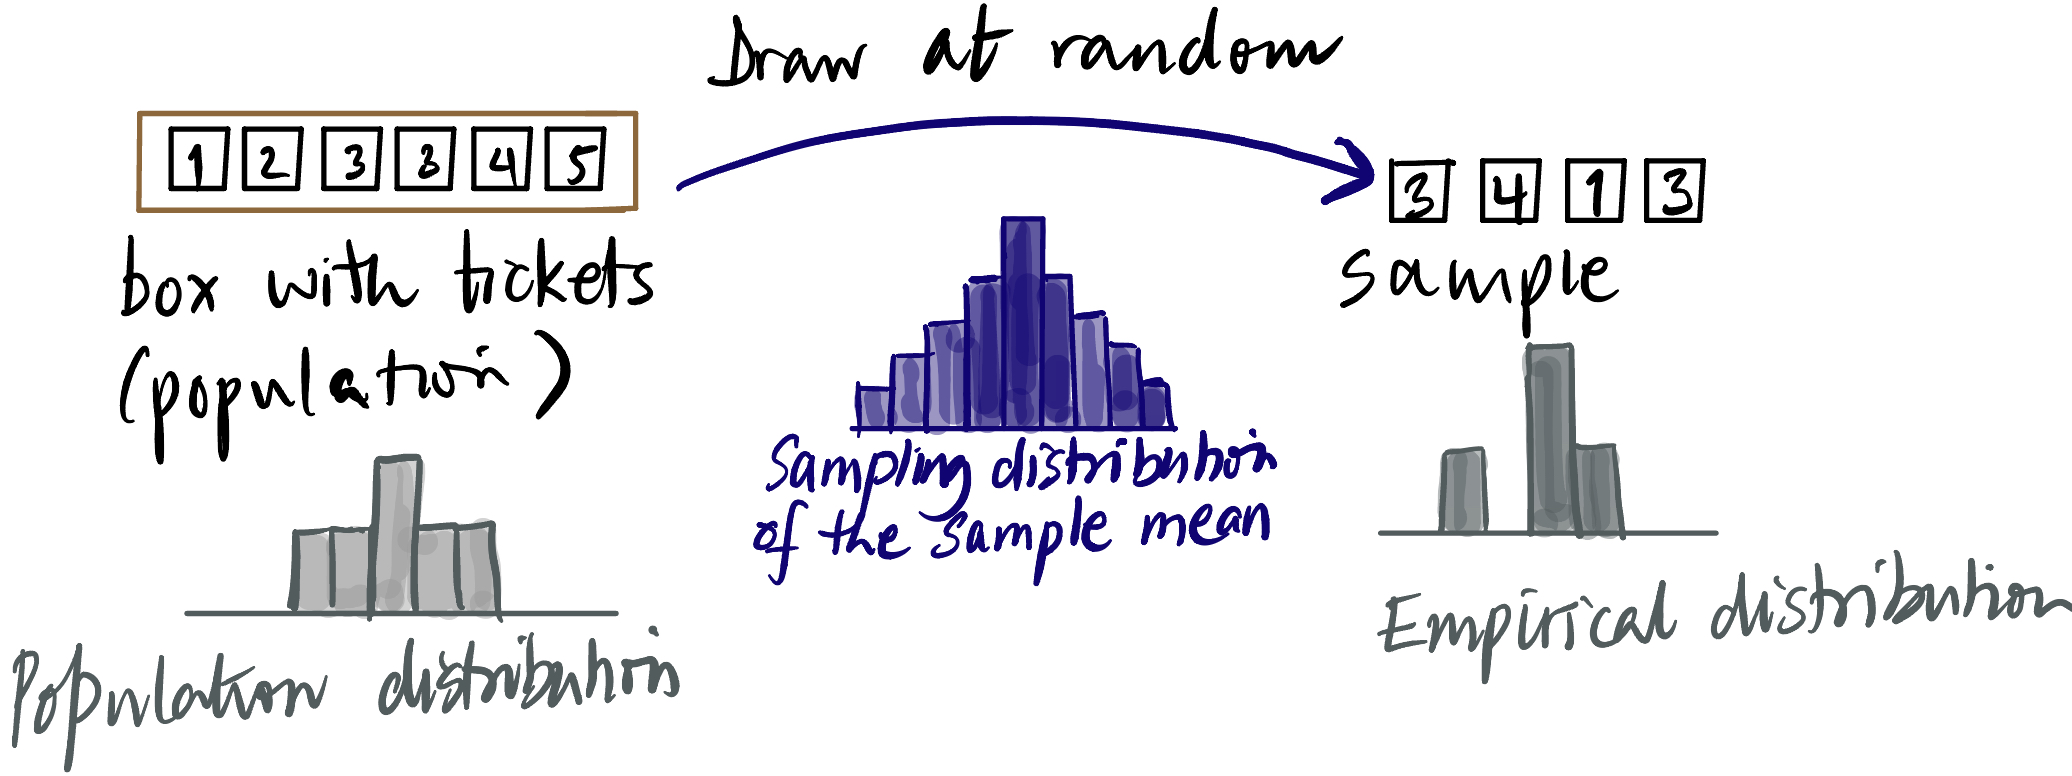 Draw at random
1 2 3 3 4 5
box with tickets
(population)
Population distribution
Sampling distribution
of the sample mean
3 4 1 3
sample
Empirical distribution